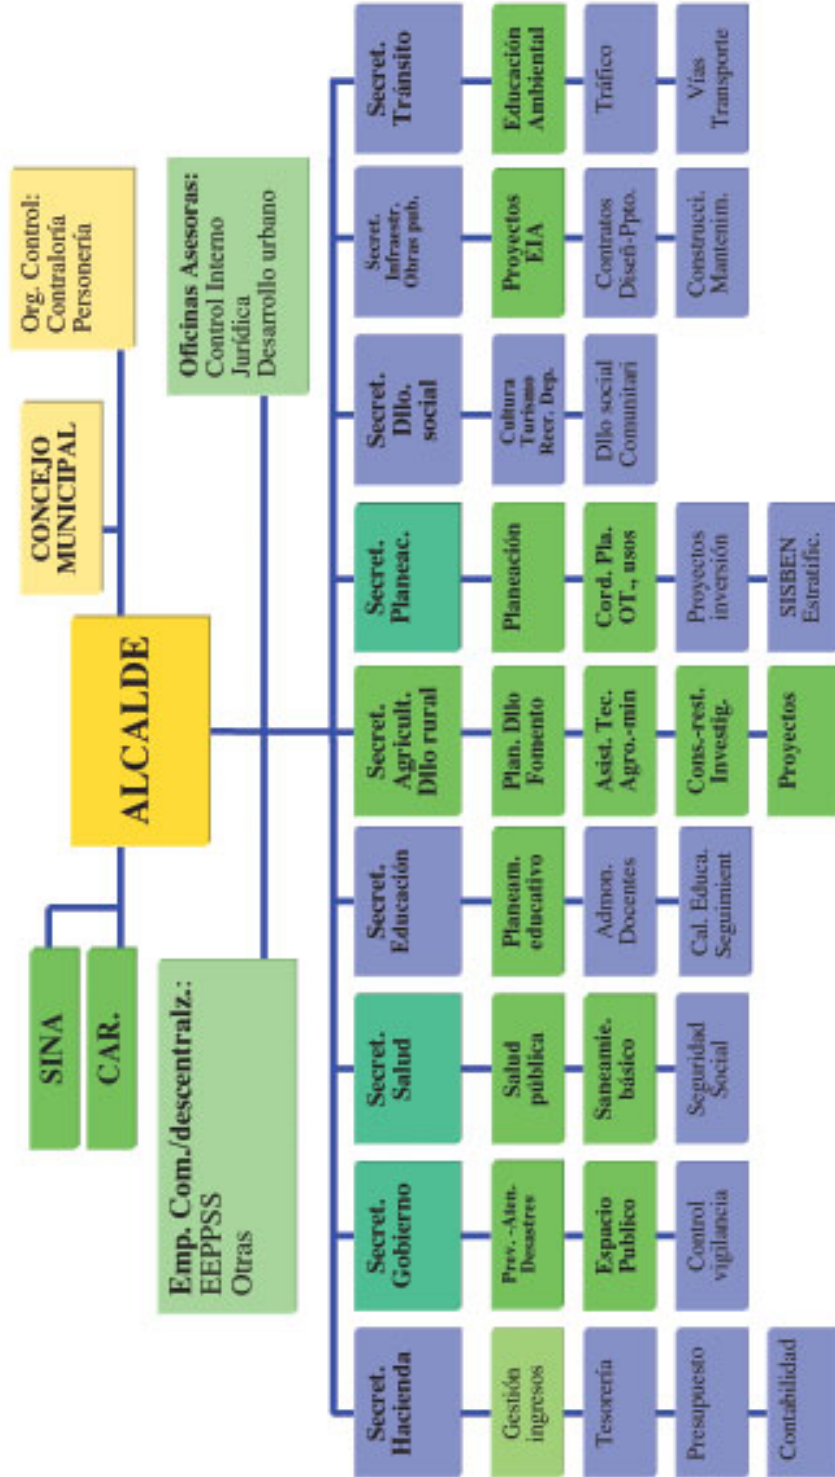 SINA
CAR.
ALCALDE
CONCEJO
MUNICIPAL
Org. Control:
Contraloría
Personería
Emp. Com./descentralz.:
EEPPSS
Otras
Oficinas Asesoras:
Control Interno
Jurídica
Desarrollo urbano
Secret.
Hacienda
Gestión
ingresos
Tesorería
Presupuesto
Contabilidad
Secret.
Gobierno
Prev. -Aten.
Desastres
Espacio
Publico
Control
vigilancia
Secret.
Salud
Salud
pública
Saneamie.
básico
Seguridad
Social
Secret.
Educación
Planeam.
educativo
Admon.
Docentes
Cal. Educa.
Seguimient
Secret.
Agricult.
Dllo rural
Plan. Dllo
Fomento
Asist. Tec.
Agro.-min
Cons.-rest.
Investig.
Proyectos
Secret.
Planeac.
Planeación
Cord. Pla.
OT., usos
Proyectos
inversión
SISBEN
Estratific.
Secret.
Dllo.
social
Cultura
Turismo
Recr. Dep.
Dllo social
Comunitari
Secret.
Infraestr.
Obras pub.
Proyectos
EIA
Contratos
Diseñ-Ppto.
Construcci.
Mantenim.
Secret.
Tránsito
Educación
Ambiental
Tráfico
Vías
Transporte